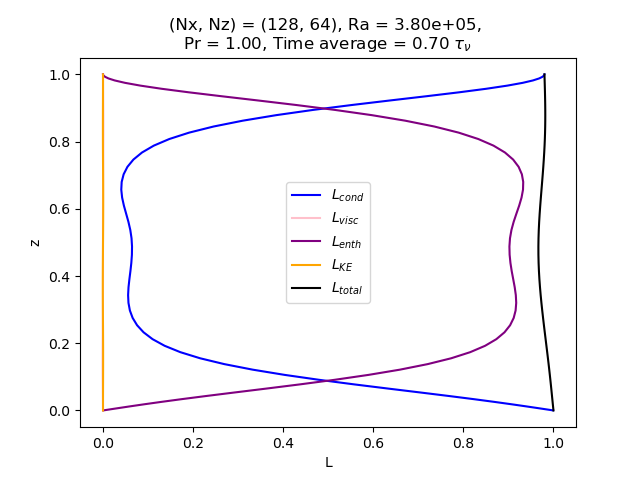 (Nx, Nz) = (128, 64), Ra = 3.80e+05,
Pr = 1.00, Time average = 0.70 τ_ν
1.0
0.8
0.6
0.4
0.2
0.0
z
L_cond
L_visc
L_enth
L_KE
L_total
0.0 0.2 0.4 0.6 0.8 1.0
L